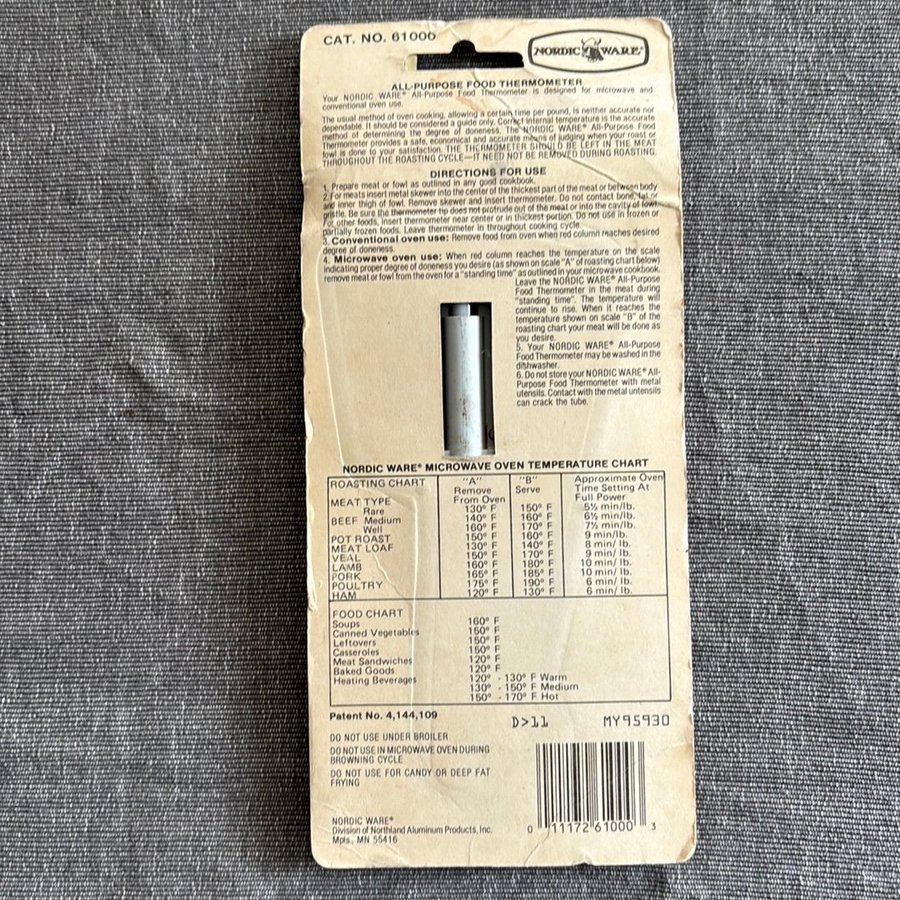 CAT. NO. 61000
NORDIC WARE®
ALL-PURPOSE FOOD THERMOMETER
Your NORDIC WARE® All-Purpose Food Thermometer is designed for microwave and
conventional oven use.
The usual method of oven cooking, allowing a certain time per pound, is neither accurate nor
dependable. It should be considered a guide only. Correct internal temperature is the accurate
method of determining the degree of doneness. The NORDIC WARE® All-Purpose Food
Thermometer provides a safe, economical and accurate means of judging when your roast or
fowl is done to your satisfaction. THE THERMOMETER SHOULD BE LEFT IN THE MEAT
THROUGHOUT THE ROASTING CYCLE—IT NEED NOT BE REMOVED DURING ROASTING.
DIRECTIONS FOR USE
1. Prepare meat or fowl as outlined in any good cookbook.
2. For meats insert metal skewer into the center of the thickest part of the meat or between body
and inner thigh of fowl. Remove skewer and insert thermometer. Do not contact bone, fat or
gristle. Be sure the thermometer tip does not protrude out of the meat or into the cavity of fowl.
For other foods, insert thermometer near center or in thickest portion. Do not use in frozen or
partially frozen foods. Leave thermometer in throughout cooking cycle.
3. Conventional oven use: Remove food from oven when red column reaches desired
degree of doneness.
4. Microwave oven use: When red column reaches the temperature on the scale
indicating proper degree of doneness you desire (as shown on scale "A" of roasting chart below)
remove meat or fowl from the oven for a "standing time" as outlined in your microwave cookbook.
Leave the NORDIC WARE® All-Purpose
Food Thermometer in the meat during
"standing time". The temperature will
continue to rise. When it reaches the
temperature shown on scale "B" of the
roasting chart your meat will be done as
you desire.
5. Your NORDIC WARE® All-Purpose
Food Thermometer may be washed in the
dishwasher.
6. Do not store your NORDIC WARE® All-
Purpose Food Thermometer with metal
utensils. Contact with the metal untensils
can crack the tube.
NORDIC WARE® MICROWAVE OVEN TEMPERATURE CHART
ROASTING CHART "A" Remove From Oven "B" Serve Approximate Oven Time Setting At Full Power
MEAT TYPE
Rare 130° F 150° F 5½ min/lb.
BEEF Medium 140° F 160° F 6½ min/lb.
Well 160° F 170° F 7½ min/lb.
POT ROAST 150° F 160° F 9 min/lb.
MEAT LOAF 130° F 140° F 8 min/lb.
VEAL 150° F 170° F 9 min/lb.
LAMB 160° F 180° F 10 min/lb.
PORK 165° F 185° F 10 min/lb.
POULTRY 175° F 190° F 6 min/lb.
HAM 120° F 130° F 6 min/lb.
FOOD CHART
Soups 160° F
Canned Vegetables 150° F
Leftovers 150° F
Casseroles 150° F
Meat Sandwiches 120° F
Baked Goods 120° F
Heating Beverages 120° - 130° F Warm
130° - 150° F Medium
150° - 170° F Hot
Patent No. 4,144,109 D>11 MY95930
DO NOT USE UNDER BROILER
DO NOT USE IN MICROWAVE OVEN DURING
BROWNING CYCLE
DO NOT USE FOR CANDY OR DEEP FAT
FRYING
NORDIC WARE®
Division of Northland Aluminum Products, Inc.
Mpls., MN 55416
0 11172 61000 3